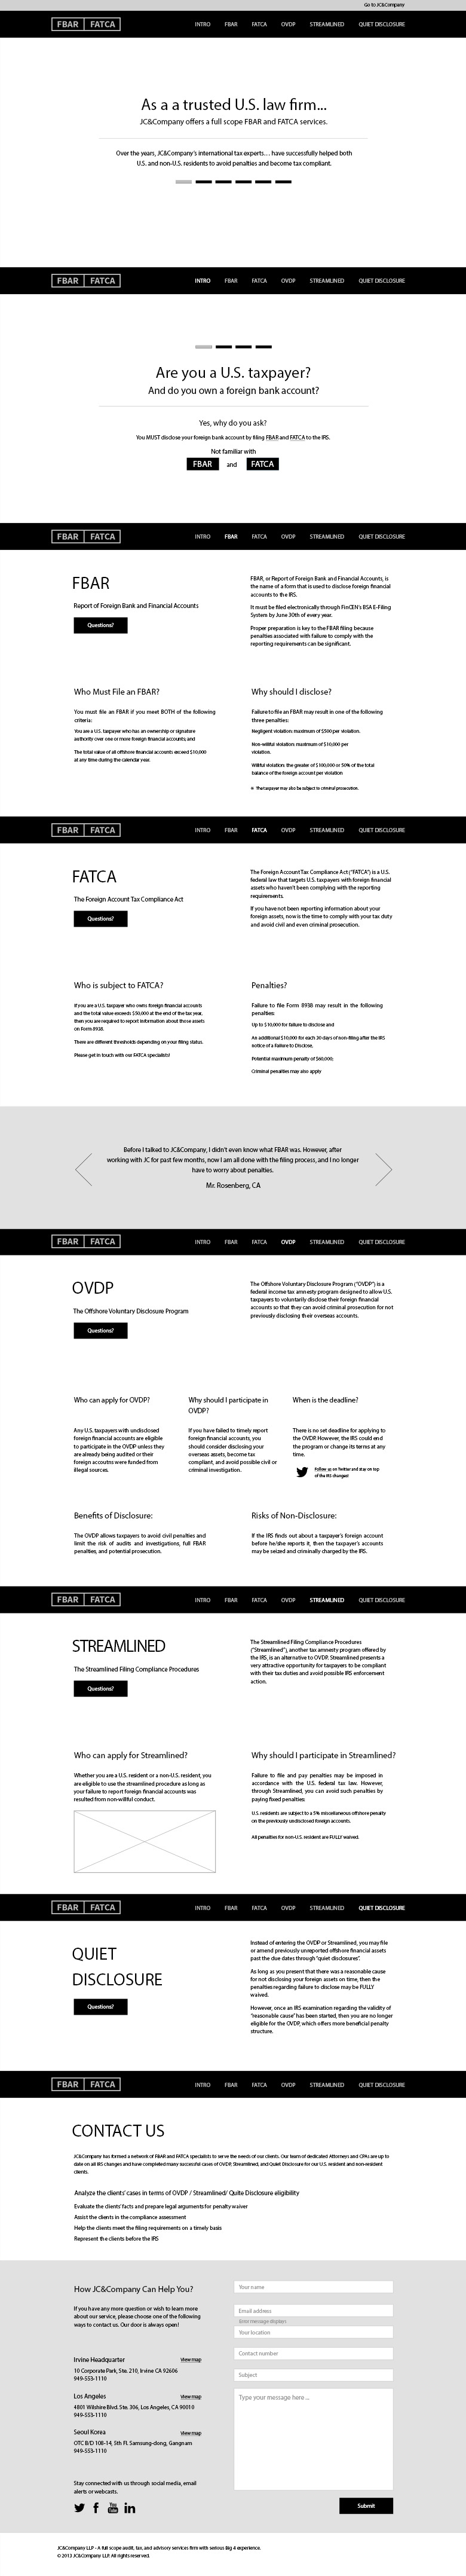 Go to JC&Company
FBAR FATCA INTRO FBAR FATCA OVDP STREAMLINED QUIET DISCLOSURE
As a a trusted U.S. law firm...
JC&Company offers a full scope FBAR and FATCA services.
Over the years, JC&Company's international tax experts… have successfully helped both
U.S. and non-U.S. residents to avoid penalties and become tax compliant.
FBAR FATCA INTRO FBAR FATCA OVDP STREAMLINED QUIET DISCLOSURE
Are you a U.S. taxpayer?
And do you own a foreign bank account?
Yes, why do you ask?
You MUST disclose your foreign bank account by filing FBAR and FATCA to the IRS.
Not familiar with
FBAR and FATCA
FBAR FATCA INTRO FBAR FATCA OVDP STREAMLINED QUIET DISCLOSURE
FBAR
Report of Foreign Bank and Financial Accounts
Questions?
FBAR, or Report of Foreign Bank and Financial Accounts, is
the name of a form that is used to disclose foreign financial
accounts to the IRS.
It must be filed electronically through FinCEN's BSA E-Filing
System by June 30th of every year.
Proper preparation is key to the FBAR filing because
penalties associated with failure to comply with the
reporting requirements can be significant.
Who Must File an FBAR?
You must file an FBAR if you meet BOTH of the following
criteria:
You are a U.S. taxpayer who has an ownership or signature
authority over one or more foreign financial accounts; and
The total value of all offshore financial accounts exceed $10,000
at any time during the calendar year.
Why should I disclose?
Failure to file an FBAR may result in one of the following
three penalties:
Negligent violation: maximum of $500 per violation.
Non-willful violation: maximum of $10,000 per
violation.
Willful violation: the greater of $100,000 or 50% of the total
balance of the foreign account per violation
※ The taxpayer may also be subject to criminal prosecution.
FBAR FATCA INTRO FBAR FATCA OVDP STREAMLINED QUIET DISCLOSURE
FATCA
The Foreign Account Tax Compliance Act
Questions?
The Foreign Account Tax Compliance Act ("FATCA") is a U.S.
federal law that targets U.S. taxpayers with foreign financial
assets who haven't been complying with the reporting
requirements.
If you have not been reporting information about your
foreign assets, now is the time to comply with your tax duty
and avoid civil and even criminal prosecution.
Who is subject to FATCA?
If you are a U.S. taxpayer who owns foreign financial accounts
and the total value exceeds $50,000 at the end of the tax year,
then you are required to report information about those assets
on Form 8938.
There are different thresholds depending on your filing status.
Please get in touch with our FATCA specialists!
Penalties?
Failure to file Form 8938 may result in the following
penalties:
Up to $10,000 for failure to disclose and
An additional $10,000 for each 30 days of non-filing after the IRS
notice of a Failure to Disclose,
Potential maximum penalty of $60,000;
Criminal penalties may also apply
Before I talked to JC&Company, I didn't even know what FBAR was. However, after
working with JC for past few months, now I am all done with the filing process, and I no longer
have to worry about penalties.
Mr. Rosenberg, CA
FBAR FATCA INTRO FBAR FATCA OVDP STREAMLINED QUIET DISCLOSURE
OVDP
The Offshore Voluntary Disclosure Program
Questions?
The Offshore Voluntary Disclosure Program ("OVDP") is a
federal income tax amnesty program designed to allow U.S.
taxpayers to voluntarily disclose their foreign financial
accounts so that they can avoid criminal prosecution for not
previously disclosing their overseas accounts.
Who can apply for OVDP?
Any U.S. taxpayers with undisclosed
foreign financial accounts are eligible
to participate in the OVDP unless they
are already being audited or their
foreign accoutns were funded from
illegal sources.
Why should I participate in
OVDP?
If you have failed to timely report
foreign financial accounts, you
should consider disclosing your
overseas assets, become tax
compliant, and avoid possible civil or
criminal investigation.
When is the deadline?
There is no set deadline for applying to
the OVDP. However, the IRS could end
the program or change its terms at any
time.
Follow us on Twitter and stay on top
of the IRS changes!
Benefits of Disclosure:
The OVDP allows taxpayers to avoid civil penalties and
limit the risk of audits and investigations, full FBAR
penalties, and potential prosecution.
Risks of Non-Disclosure:
If the IRS finds out about a taxpayer's foreign account
before he/she reports it, then the taxpayer's acoounts
may be seized and criminally charged by the IRS.
FBAR FATCA INTRO FBAR FATCA OVDP STREAMLINED QUIET DISCLOSURE
STREAMLINED
The Streamlined Filing Compliance Procedures
Questions?
The Streamlined Filing Compliance Procedures
("Streamlined"), another tax amnesty program offered by
the IRS, is an alternative to OVDP. Streamlined presents a
very attractive opportunity for taxpayers to be compliant
with their tax duties and avoid possible IRS enforcement
action.
Who can apply for Streamlined?
Whether you are a U.S. resident or a non-U.S. resident, you
are eligible to use the streamlined procedure as long as
your failure to report foreign financial accounts was
resulted from non-willful conduct.
Why should I participate in Streamlined?
Failure to file and pay penalties may be imposed in
accordance with the U.S. federal tax law. However,
through Streamlined, you can avoid such penalties by
paying fixed penalties:
U.S. residents are subject to a 5% miscellaneous offshore penalty
on the previously undisclosed foreign accounts.
All penalties for non-U.S. resident are FULLY waived.
FBAR FATCA INTRO FBAR FATCA OVDP STREAMLINED QUIET DISCLOSURE
QUIET
DISCLOSURE
Questions?
Instead of entering the OVDP or Streamlined, you may file
or amend previously unreported offshore financial assets
past the due dates through "quiet disclosures".
As long as you present that there was a reasonable cause
for not disclosing your foreign assets on time, then the
penalties regarding failure to disclose may be FULLY
waived.
However, once an IRS examination regarding the validity of
"reasonable cause" has been started, then you are no longer
eligible for the OVDP, which offers more beneficial penalty
structure.
FBAR FATCA INTRO FBAR FATCA OVDP STREAMLINED QUIET DISCLOSURE
CONTACT US
JC&Company has formed a network of FBAR and FATCA specialists to serve the needs of our clients. Our team of dedicated Attorneys and CPAs are up to
date on all IRS changes and have completed many successful cases of OVDP, Streamlined, and Quiet Disclosure for our U.S. resident and non-resident
clients.
Analyze the clients' cases in terms of OVDP / Streamlined/ Quite Disclosure eligibility
Evaluate the clients' facts and prepare legal arguments for penalty waiver
Assist the clients in the compliance assessment
Help the clients meet the filing requirements on a timely basis
Represent the clients before the IRS
How JC&Company Can Help You?
If you have any more question or wish to learn more
about our service, please choose one of the following
ways to contact us. Our door is always open!
Irvine Headquarter View map
10 Corporate Park, Ste. 210, Irvine CA 92606
949-553-1110
Los Angeles View map
4801 Wilshire Blvd. Ste. 306, Los Angeles, CA 90010
949-553-1110
Seoul Korea View map
OTC B/D 108-14, 5th Fl. Samsung-dong, Gangnam
949-553-1110
Stay connected with us through social media, email
alerts or webcasts.
Your name
Email address
Error message display
Your location
Contact number
Subject
Type your message here ...
Submit
JC&Company LLP - A full scope audit, tax, and advisory services firm with serious Big 4 experience.
© 2013 JC&Company LLP. All rights reserved.